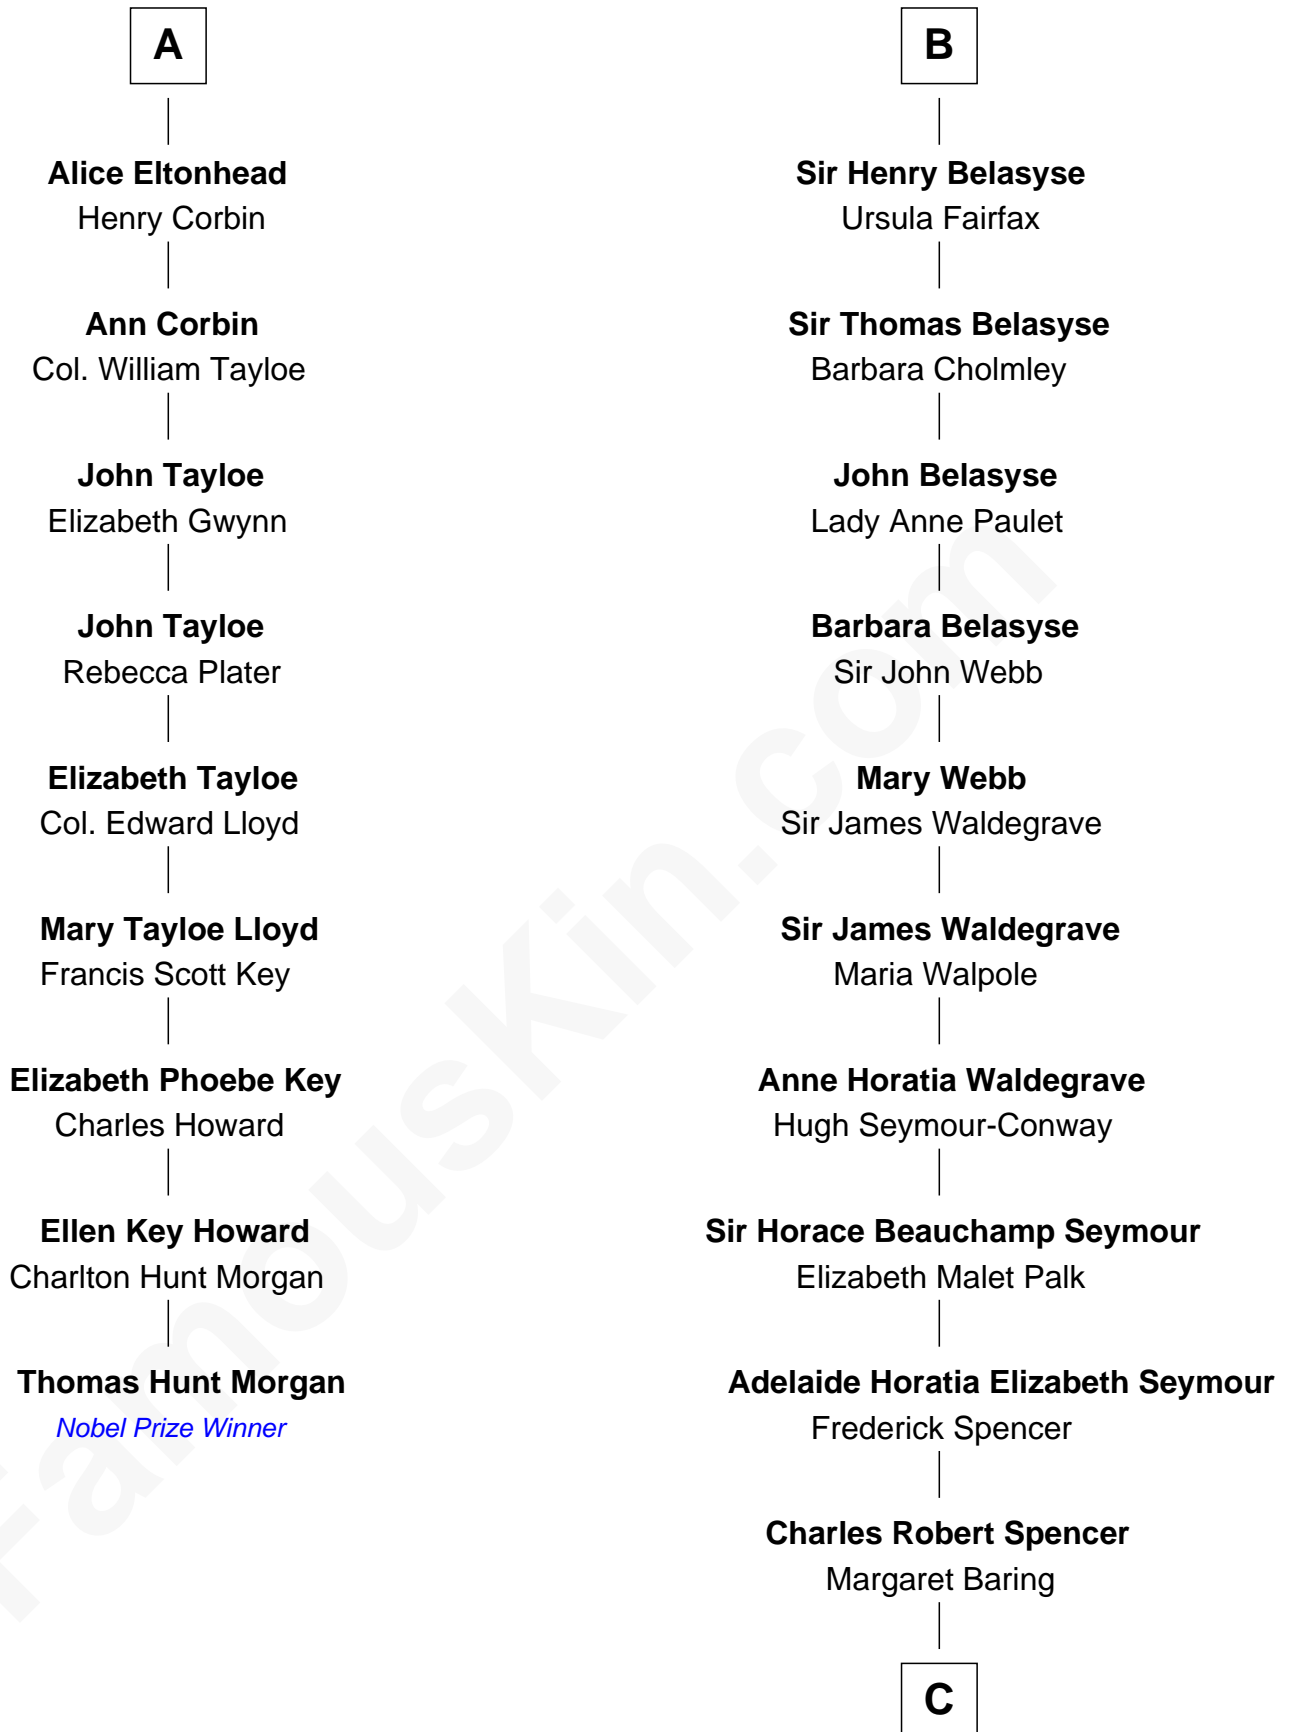 A
Alice Eltonhead
Henry Corbin
Ann Corbin
Col. William Tayloe
John Tayloe
Elizabeth Gwynn
John Tayloe
Rebecca Plater
Elizabeth Tayloe
Col. Edward Lloyd
Mary Tayloe Lloyd
Francis Scott Key
Elizabeth Phoebe Key
Charles Howard
Ellen Key Howard
Charlton Hunt Morgan
Thomas Hunt Morgan
Nobel Prize Winner
B
Sir Henry Belasyse
Ursula Fairfax
Sir Thomas Belasyse
Barbara Cholmley
John Belasyse
Lady Anne Paulet
Barbara Belasyse
Sir John Webb
Mary Webb
Sir James Waldegrave
Sir James Waldegrave
Maria Walpole
Anne Horatia Waldegrave
Hugh Seymour-Conway
Sir Horace Beauchamp Seymour
Elizabeth Malet Palk
Adelaide Horatia Elizabeth Seymour
Frederick Spencer
Charles Robert Spencer
Margaret Baring
C
FamousKin.com